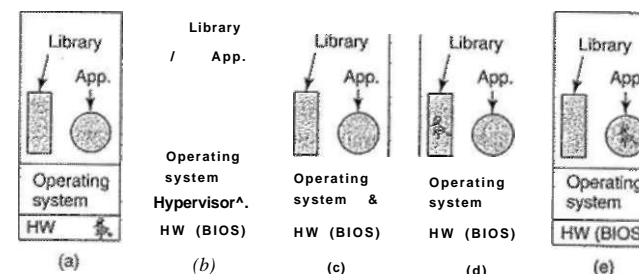 Library
App.
Operating
system
HW
(a)
Library
/ App.
Operating
system
Hypervisor^.
HW (BIOS)
(b)
Library
App.
Operating
system &
HW (BIOS)
(c)
Library
App.
Operating
system
HW (BIOS)
(d)
Library
App
Operating
system
HW (BIOS
(e)